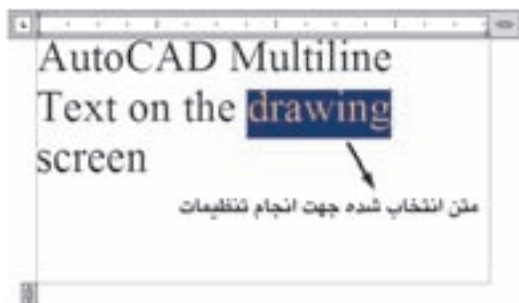 AutoCAD Multiline
Text on the drawing
screen
متن انتخاب شده جهت انجام تنظیمات